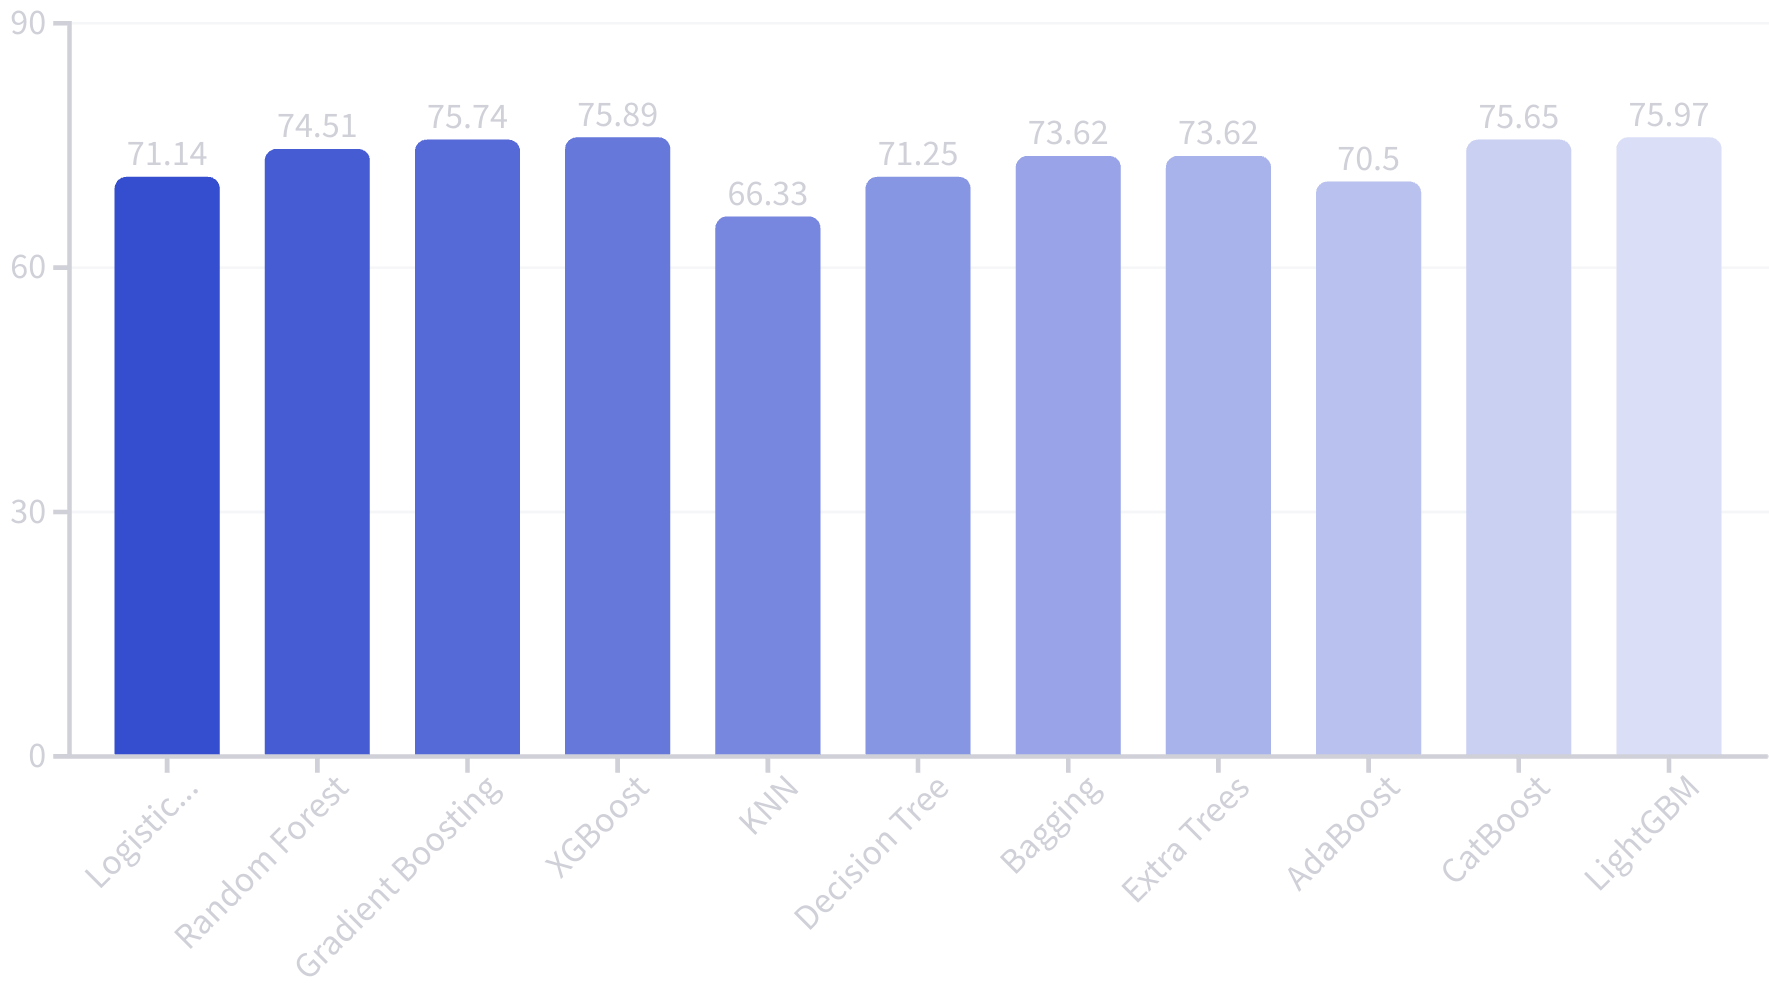 90
60
30
0
71.14
74.51
75.74
75.89
66.33
71.25
73.62
73.62
70.5
75.65
75.97
Logistic...
Random Forest
Gradient Boosting
XGBoost
KNN
Decision Tree
Bagging
Extra Trees
AdaBoost
CatBoost
LightGBM